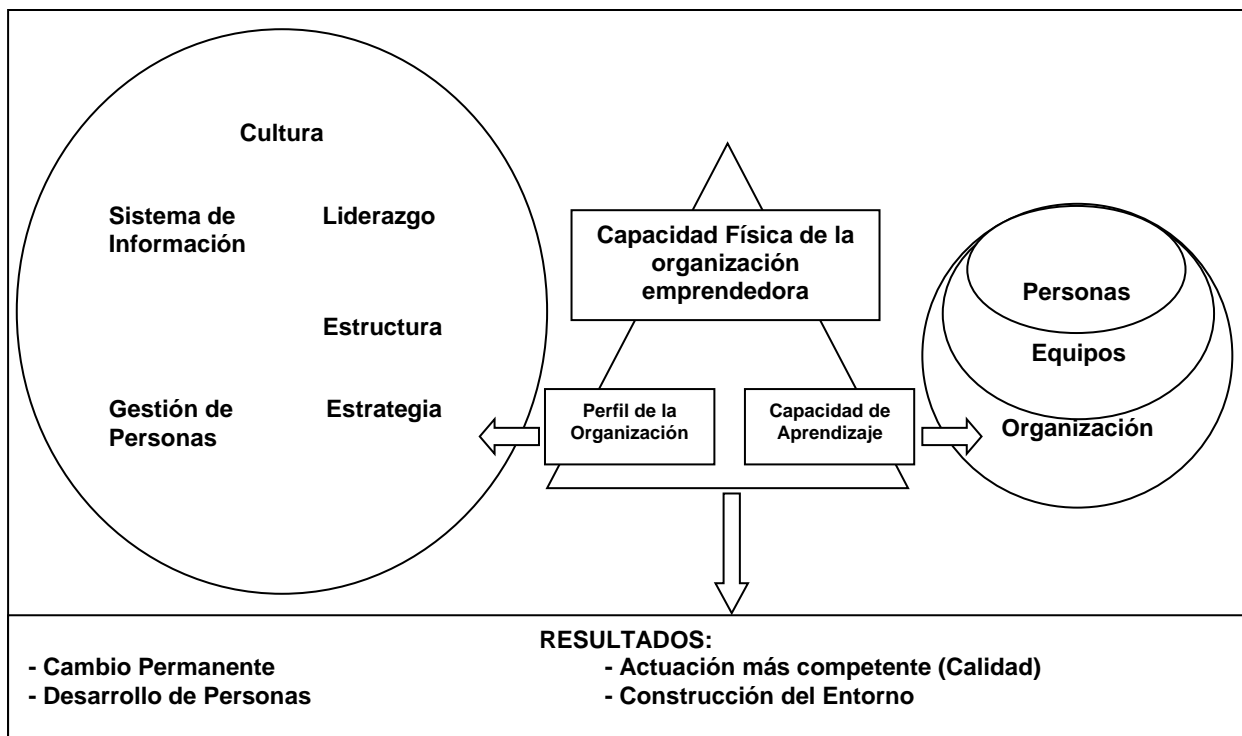 Cultura
Sistema de
Información
Liderazgo
Estructura
Gestión de
Personas
Estrategia
Capacidad Física de la
organización
emprendedora
Perfil de la
Organización
Capacidad de
Aprendizaje
Personas
Equipos
Organización
RESULTADOS:
- Cambio Permanente
- Actuación más competente (Calidad)
- Desarrollo de Personas
- Construcción del Entorno